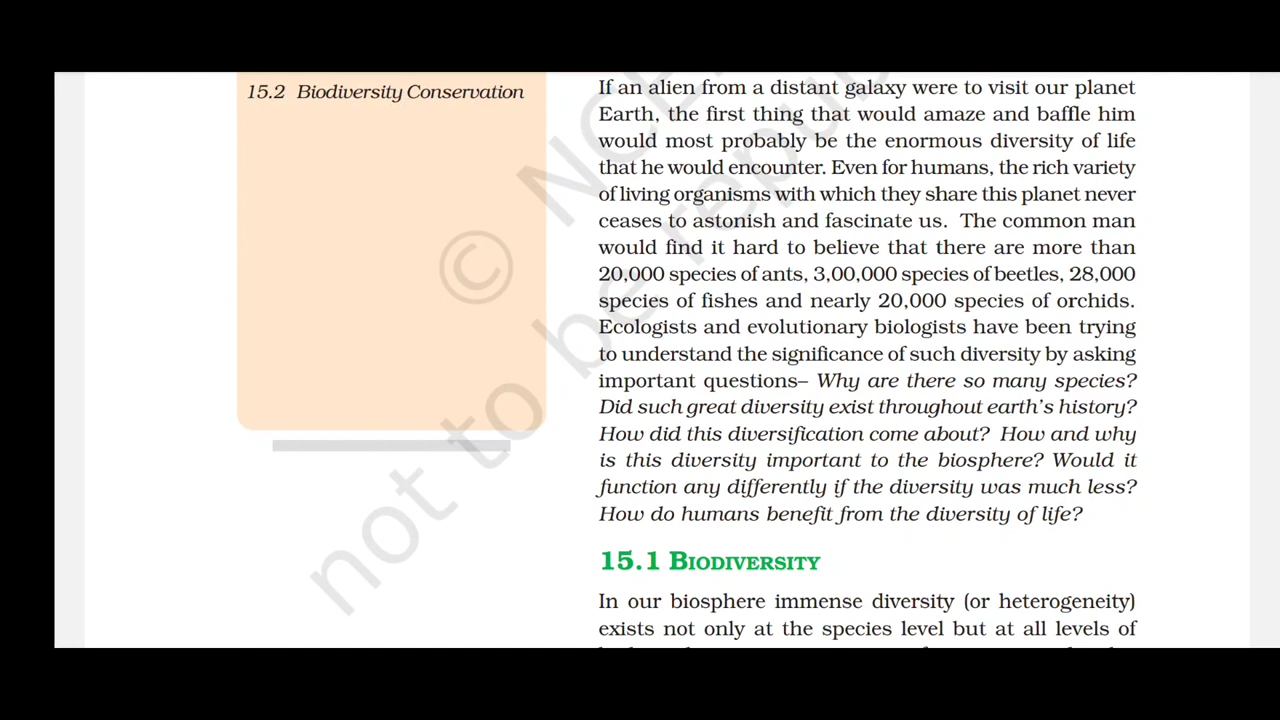 15.2 Biodiversity Conservation
If an alien from a distant galaxy were to visit our planet
Earth, the first thing that would amaze and baffle him
would most probably be the enormous diversity of life
that he would encounter. Even for humans, the rich variety
of living organisms with which they share this planet never
ceases to astonish and fascinate us. The common man
would find it hard to believe that there are more than
20,000 species of ants, 3,00,000 species of beetles, 28,000
species of fishes and nearly 20,000 species of orchids.
Ecologists and evolutionary biologists have been trying
to understand the significance of such diversity by asking
important questions– Why are there so many species?
Did such great diversity exist throughout earth's history?
How did this diversification come about? How and why
is this diversity important to the biosphere? Would it
function any differently if the diversity was much less?
How do humans benefit from the diversity of life?
15.1 BIODIVERSITY
In our biosphere immense diversity (or heterogeneity)
exists not only at the species level but at all levels of
© NC
not to be repu